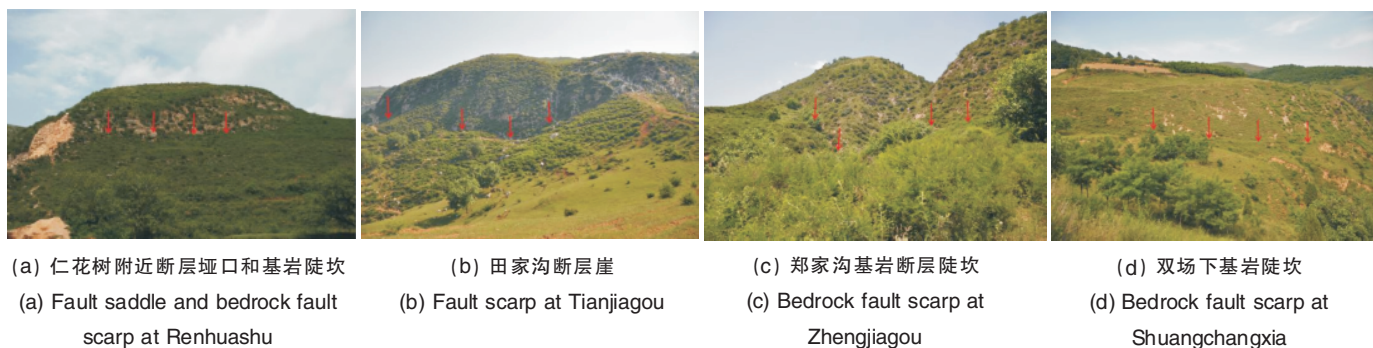 (a) 仁花树附近断层垭口和基岩陡坎
(a) Fault saddle and bedrock fault
scarp at Renhuashu
(b) 田家沟断层崖
(b) Fault scarp at Tianjiagou
(c) 郑家沟基岩断层陡坎
(c) Bedrock fault scarp at
Zhengjiagou
(d) 双场下基岩陡坎
(d) Bedrock fault scarp at
Shuangchangxia